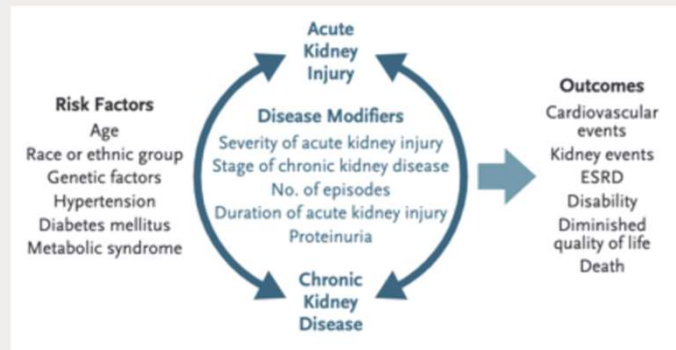 Acute
Kidney
Injury
Risk Factors
Age
Race or ethnic group
Genetic factors
Hypertension
Diabetes mellitus
Metabolic syndrome
Disease Modifiers
Severity of acute kidney injury
Stage of chronic kidney disease
No. of episodes
Duration of acute kidney injury
Proteinuria
Chronic
Kidney
Disease
Outcomes
Cardiovascular
events
Kidney events
ESRD
Disability
Diminished
quality of life
Death